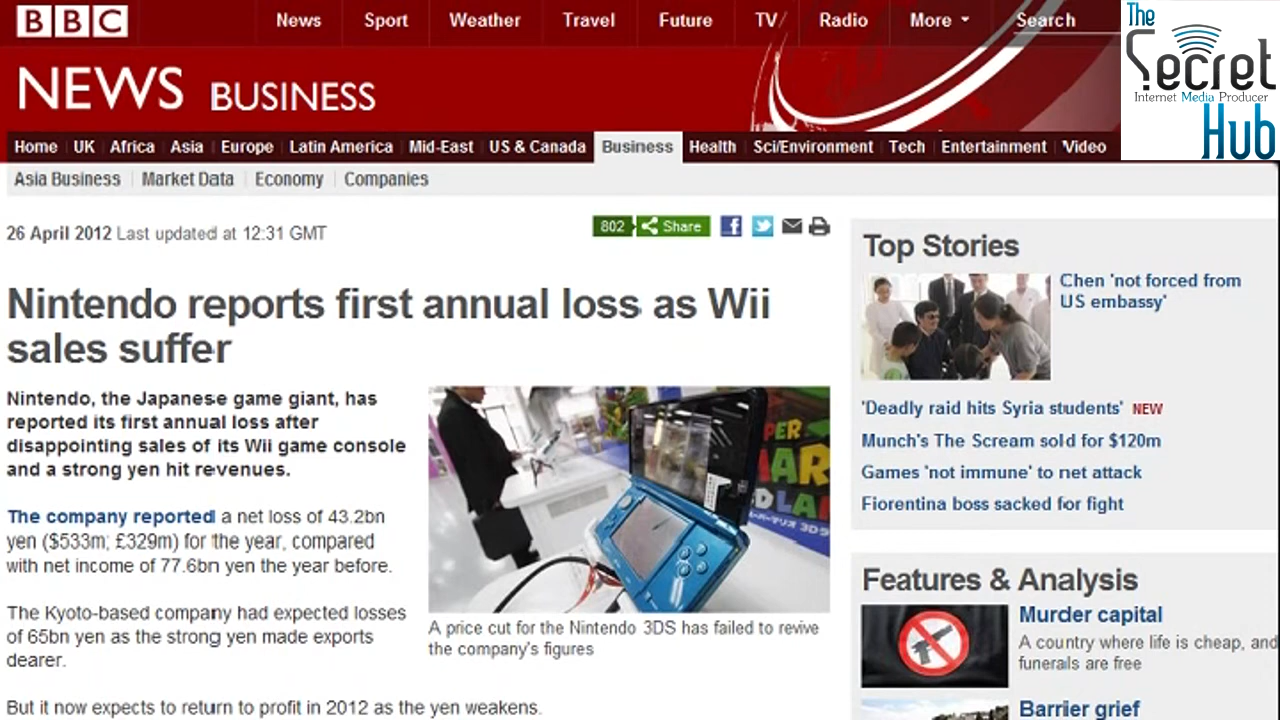 BBC News Sport Weather Travel Future TV Radio More Search
The Secret Hub
Internet Media Producer
NEWS BUSINESS
Home UK Africa Asia Europe Latin America Mid-East US & Canada Business Health Sci/Environment Tech Entertainment Video
Asia Business Market Data Economy Companies
26 April 2012 Last updated at 12:31 GMT
802 Share
Nintendo reports first annual loss as Wii
sales suffer
Nintendo, the Japanese game giant, has
reported its first annual loss after
disappointing sales of its Wii game console
and a strong yen hit revenues.
The company reported a net loss of 43.2bn
yen ($533m; £329m) for the year, compared
with net income of 77.6bn yen the year before.
The Kyoto-based company had expected losses
of 65bn yen as the strong yen made exports
dearer.
But it now expects to return to profit in 2012 as the yen weakens.
A price cut for the Nintendo 3DS has failed to revive
the company's figures
Top Stories
Chen 'not forced from
US embassy'
'Deadly raid hits Syria students' NEW
Munch's The Scream sold for $120m
Games 'not immune' to net attack
Fiorentina boss sacked for fight
Features & Analysis
Murder capital
A country where life is cheap, and
funerals are free
Barrier grief